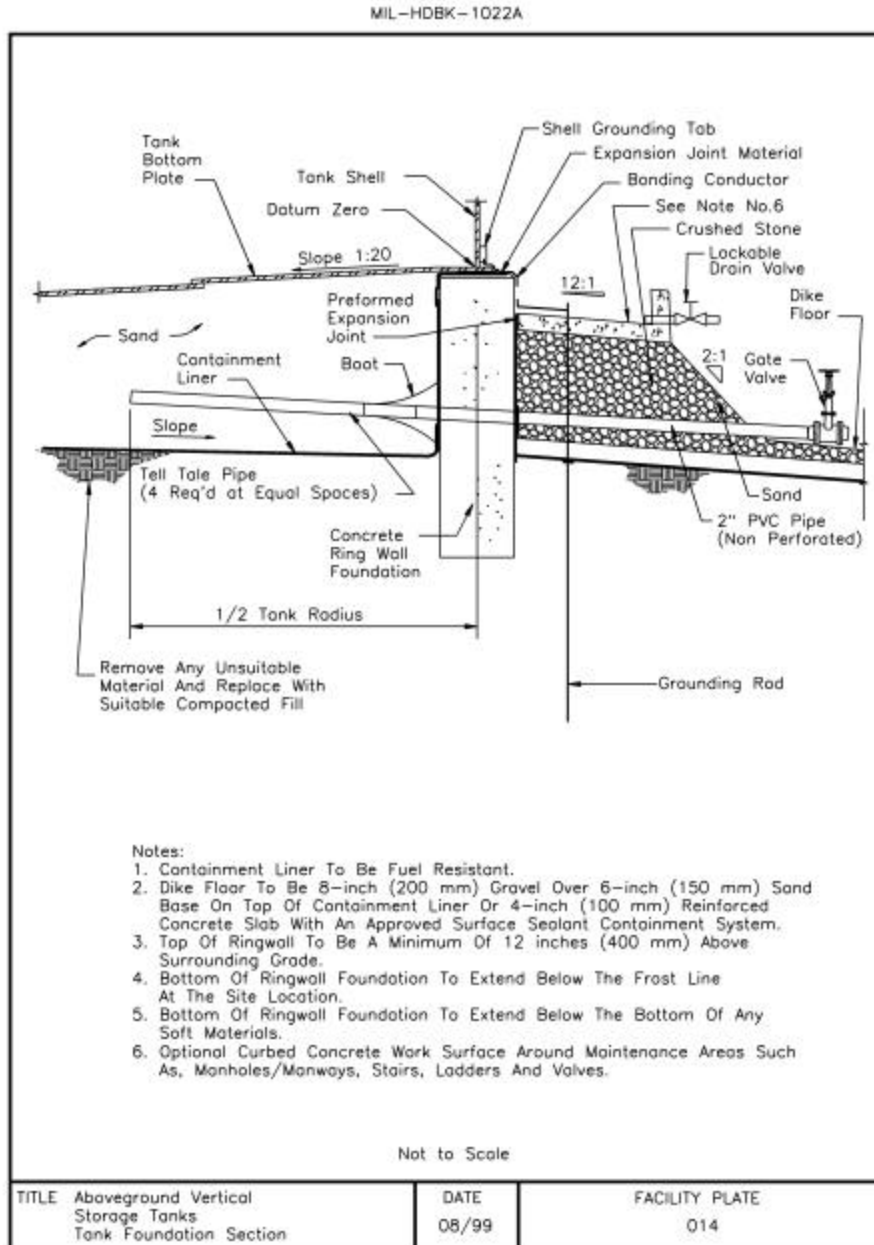 MIL-HDBK-1022A
Shell Grounding Tab
Expansion Joint Material
Bonding Conductor
See Note No.6
Crushed Stone
Lockable
Drain Valve
Dike
Floor
Tank
Bottom
Plate
Tank Shell
Datum Zero
Slope 1:20
12:1
Preformed
Expansion
Joint
Sand
Containment
Liner
Boot
2:1
Gate
Valve
Slope
Tell Tale Pipe
(4 Req'd at Equal Spaces)
Sand
2" PVC Pipe
(Non Perforated)
Concrete
Ring Wall
Foundation
1/2 Tank Radius
Remove Any Unsuitable
Material And Replace With
Suitable Compacted Fill
Grounding Rod
Notes:
1. Containment Liner To Be Fuel Resistant.
2. Dike Floor To Be 8-inch (200 mm) Gravel Over 6-inch (150 mm) Sand
Base On Top Of Containment Liner Or 4-inch (100 mm) Reinforced
Concrete Slab With An Approved Surface Sealant Containment System.
3. Top Of Ringwall To Be A Minimum Of 12 inches (400 mm) Above
Surrounding Grade.
4. Bottom Of Ringwall Foundation To Extend Below The Frost Line
At The Site Location.
5. Bottom Of Ringwall Foundation To Extend Below The Bottom Of Any
Soft Materials.
6. Optional Curbed Concrete Work Surface Around Maintenance Areas Such
As, Manholes/Manways, Stairs, Ladders And Valves.
Not to Scale
TITLE Aboveground Vertical
Storage Tanks
Tank Foundation Section
DATE
08/99
FACILITY PLATE
014